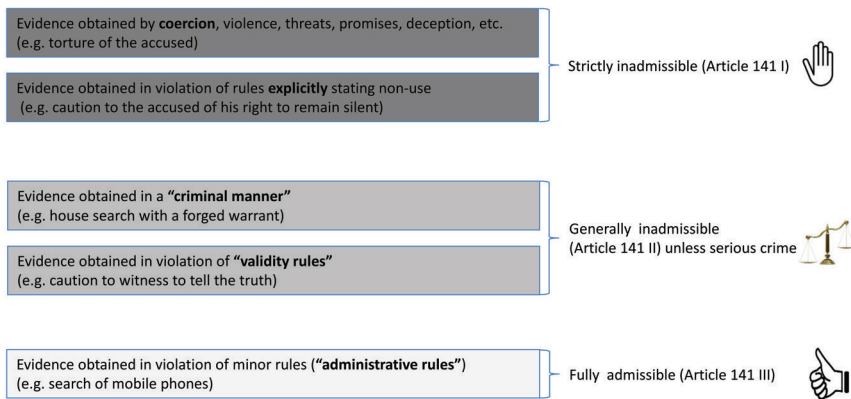 Evidence obtained by coercion, violence, threats, promises, deception, etc.
(e.g. torture of the accused)
Strictly inadmissible (Article 141 I)
Evidence obtained in violation of rules explicitly stating non-use
(e.g. caution to the accused of his right to remain silent)
Evidence obtained in a “criminal manner”
(e.g. house search with a forged warrant)
Generally inadmissible
(Article 141 II) unless serious crime
Evidence obtained in violation of “validity rules”
(e.g. caution to witness to tell the truth)
Evidence obtained in violation of minor rules (“administrative rules”)
(e.g. search of mobile phones)
Fully admissible (Article 141 III)